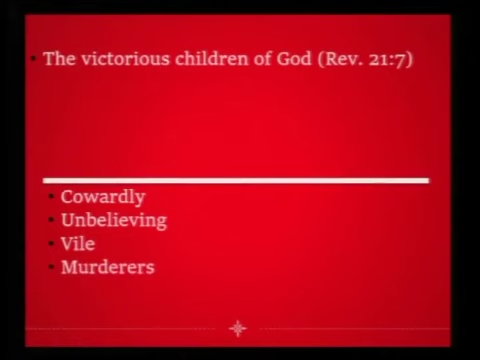 • The victorious children of God (Rev. 21:7)
• Cowardly
• Unbelieving
• Vile
• Murderers